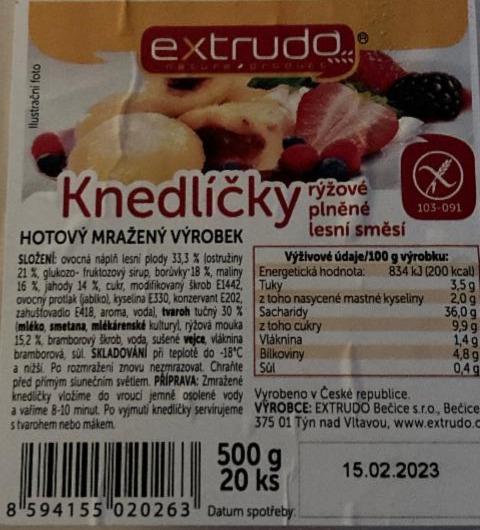 Ilustrační foto
extrudo®
nature product
Knedlíčky
rýžové
plněné
lesní směsí
103-091
HOTOVÝ MRAŽENÝ VÝROBEK
SLOŽENÍ: ovocná náplň lesní plody 33,3 % (ostružiny
21 %, glukozo- fruktozový sirup, borůvky 18 %, maliny
16 %, jahody 14 %, cukr, modifikovaný škrob E1442,
ovocný protlak (jablko), kyselina E330, konzervant E202,
zahušťovadlo E418, aroma, voda), tvaroh tučný 30 %
(mléko, smetana, mlékárenské kultury), rýžová mouka
15,2 %, bramborový škrob, voda, sušené vejce, vláknina
bramborová, sůl. SKLADOVÁNÍ při teplotě do -18°C
a nižší. Po rozmražení znovu nezmrazovat. Chraňte
před přímým slunečním světlem. PŘÍPRAVA: Zmražené
knedlíčky vložíme do vroucí jemně osolené vody
a vaříme 8-10 minut. Po vyjmutí knedlíčky servírujeme
s tvarohem nebo mákem.
Výživové údaje/100 g výrobku:
Energetická hodnota: 834 kJ (200 kcal)
Tuky 3,5 g
z toho nasycené mastné kyseliny 2,0 g
Sacharidy 36,0 g
z toho cukry 9,9 g
Vláknina 1,4 g
Bílkoviny 4,8 g
Sůl 0,4 g
Vyrobeno v České republice.
VÝROBCE: EXTRUDO Bečice s.r.o., Bečice
375 01 Týn nad Vltavou, www.extrudo.c
8 594155 020263
500 g
20 ks
Datum spotřeby:
15.02.2023